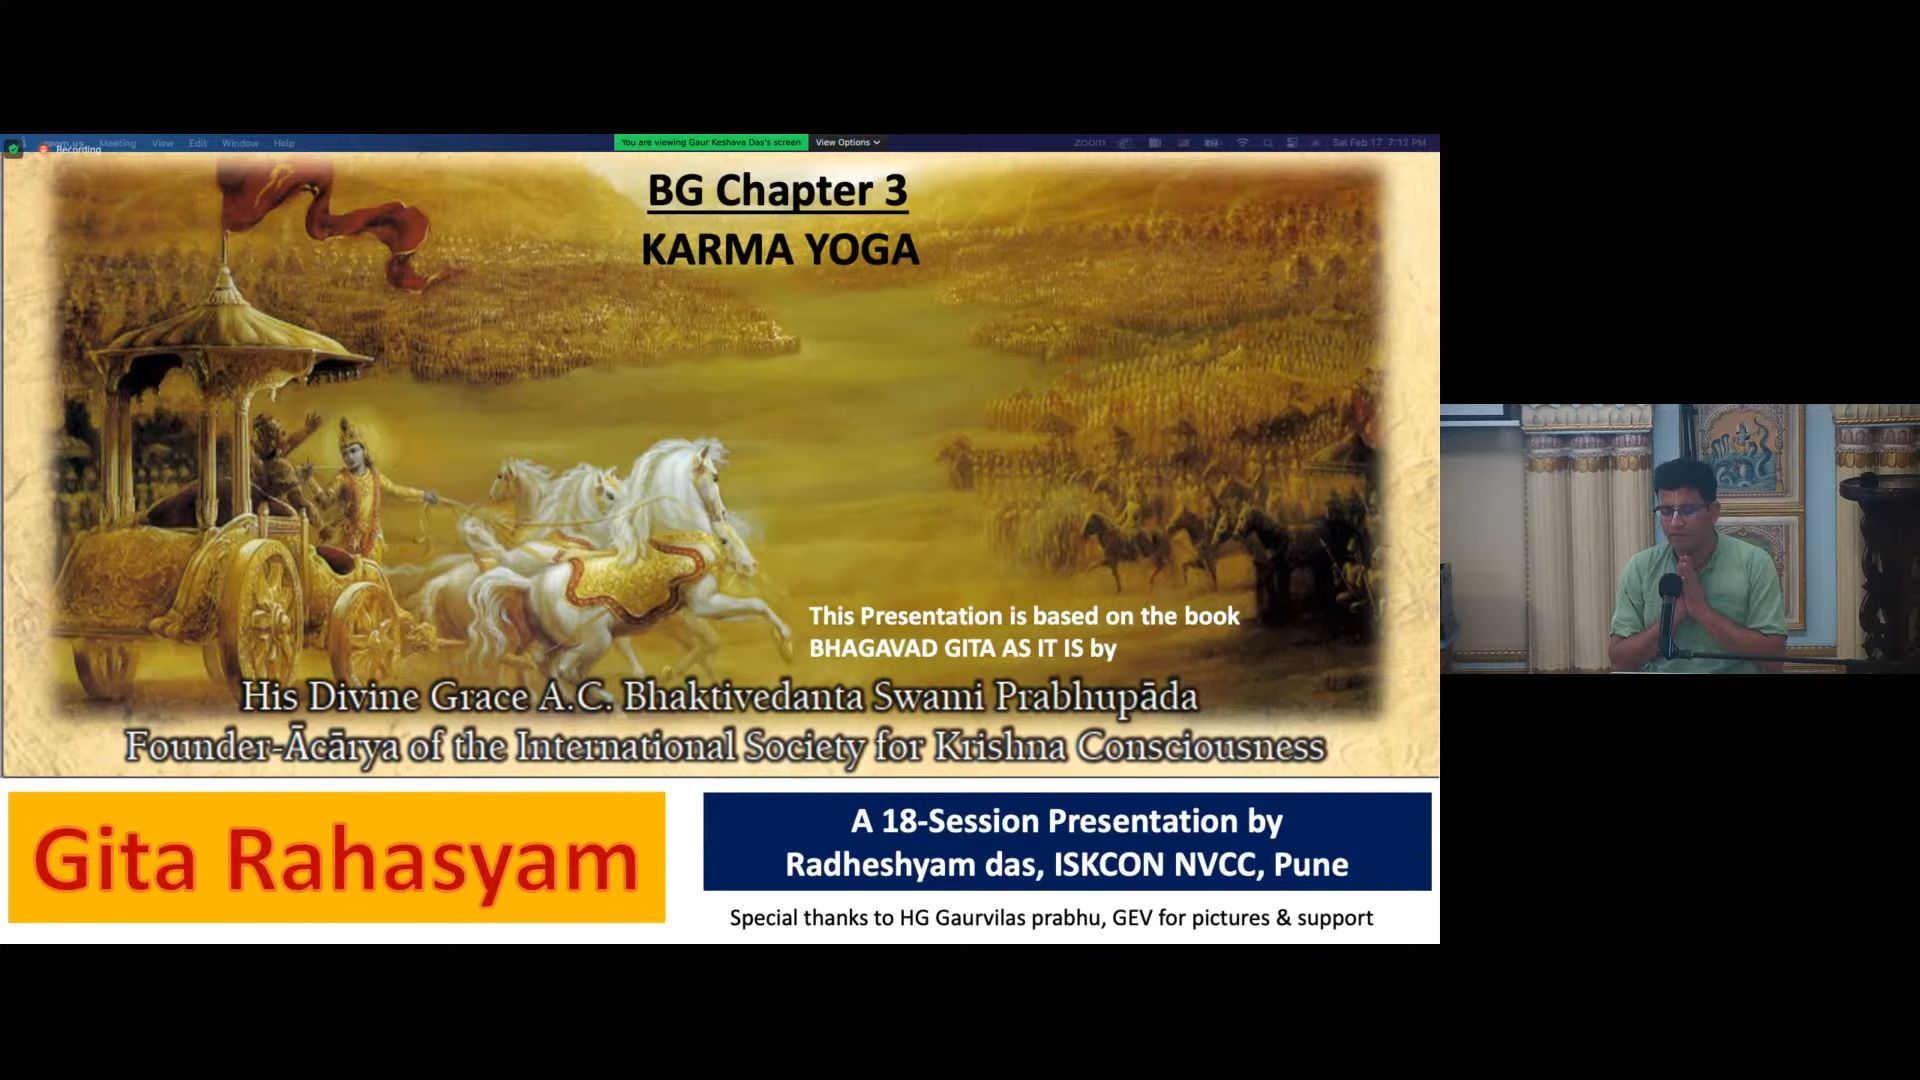 Meeting View Edit Window Help
Recording
You are viewing Gaur Keshava Das's screen
View Options
zoom
Sat Feb 17 7:12 PM
BG Chapter 3
KARMA YOGA
This Presentation is based on the book
BHAGAVAD GITA AS IT IS by
His Divine Grace A.C. Bhaktivedanta Swami Prabhupāda
Founder-Ācārya of the International Society for Krishna Consciousness
Gita Rahasyam
A 18-Session Presentation by
Radheshyam das, ISKCON NVCC, Pune
Special thanks to HG Gaurvilas prabhu, GEV for pictures & support